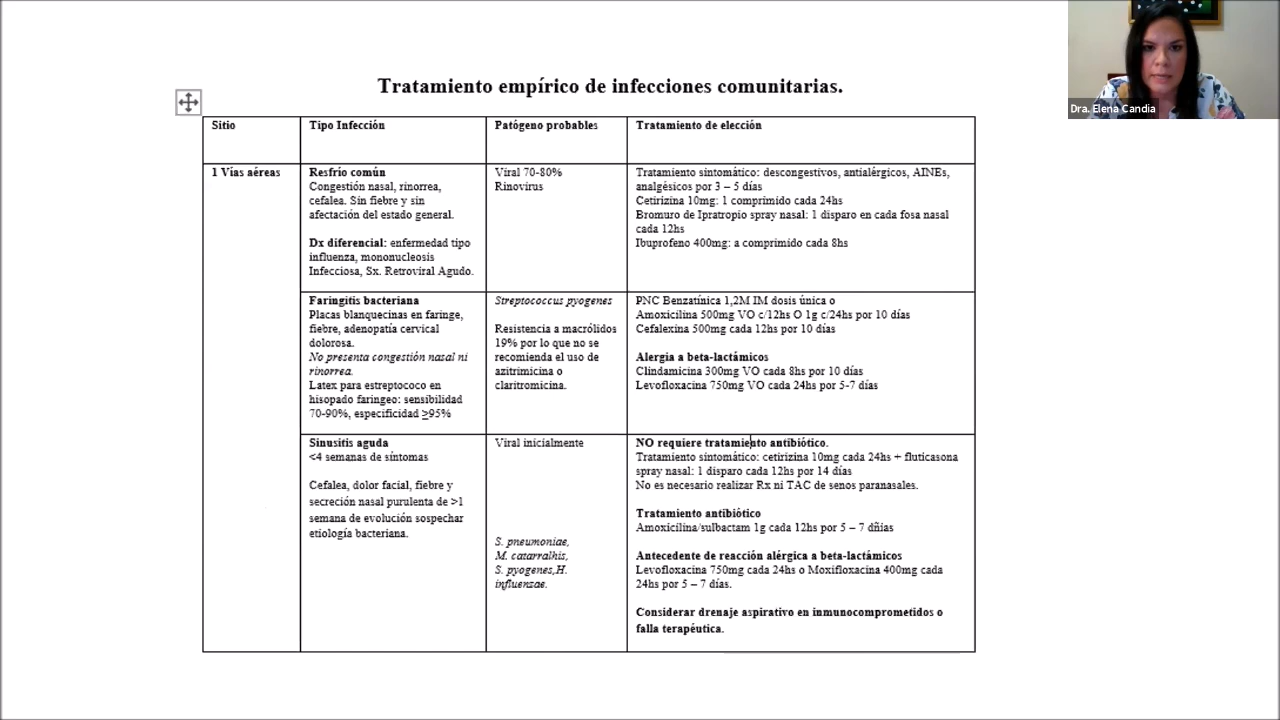 Dra. Elena Candia
Tratamiento empírico de infecciones comunitarias.
Sitio
Tipo Infección
Patógeno probables
Tratamiento de elección
1 Vías aéreas
Resfrío común
Congestión nasal, rinorrea,
cefalea. Sin fiebre y sin
afectación del estado general.
Dx diferencial: enfermedad tipo
influenza, mononucleosis
Infecciosa, Sx. Retroviral Agudo.
Viral 70-80%
Rinovirus
Tratamiento sintomático: descongestivos, antialérgicos, AINEs,
analgésicos por 3 – 5 días
Cetirizina 10mg: 1 comprimido cada 24hs
Bromuro de Ipratropio spray nasal: 1 disparo en cada fosa nasal
cada 12hs
Ibuprofeno 400mg: a comprimido cada 8hs
Faringitis bacteriana
Placas blanquecinas en faringe,
fiebre, adenopatía cervical
dolorosa.
No presenta congestión nasal ni
rinorrea.
Latex para estreptococo en
hisopado faringeo: sensibilidad
70-90%, especificidad ≥95%
Streptococcus pyogenes
Resistencia a macrólidos
19% por lo que no se
recomienda el uso de
azitrimicina o
claritromicina.
PNC Benzatínica 1,2M IM dosis única o
Amoxicilina 500mg VO c/12hs O 1g c/24hs por 10 días
Cefalexina 500mg cada 12hs por 10 días
Alergia a beta-lactámicos
Clindamicina 300mg VO cada 8hs por 10 días
Levofloxacina 750mg VO cada 24hs por 5-7 días
Sinusitis aguda
<4 semanas de síntomas
Cefalea, dolor facial, fiebre y
secreción nasal purulenta de >1
semana de evolución sospechar
etiología bacteriana.
Viral inicialmente
S. pneumoniae,
M. catarralhis,
S. pyogenes,H.
influenzae.
NO requiere tratamiento antibiótico.
Tratamiento sintomático: cetirizina 10mg cada 24hs + fluticasona
spray nasal: 1 disparo cada 12hs por 14 días
No es necesario realizar Rx ni TAC de senos paranasales.
Tratamiento antibiótico
Amoxicilina/sulbactam 1g cada 12hs por 5 – 7 dñias
Antecedente de reacción alérgica a beta-lactámicos
Levofloxacina 750mg cada 24hs o Moxifloxacina 400mg cada
24hs por 5 – 7 días.
Considerar drenaje aspirativo en inmunocomprometidos o
falla terapéutica.